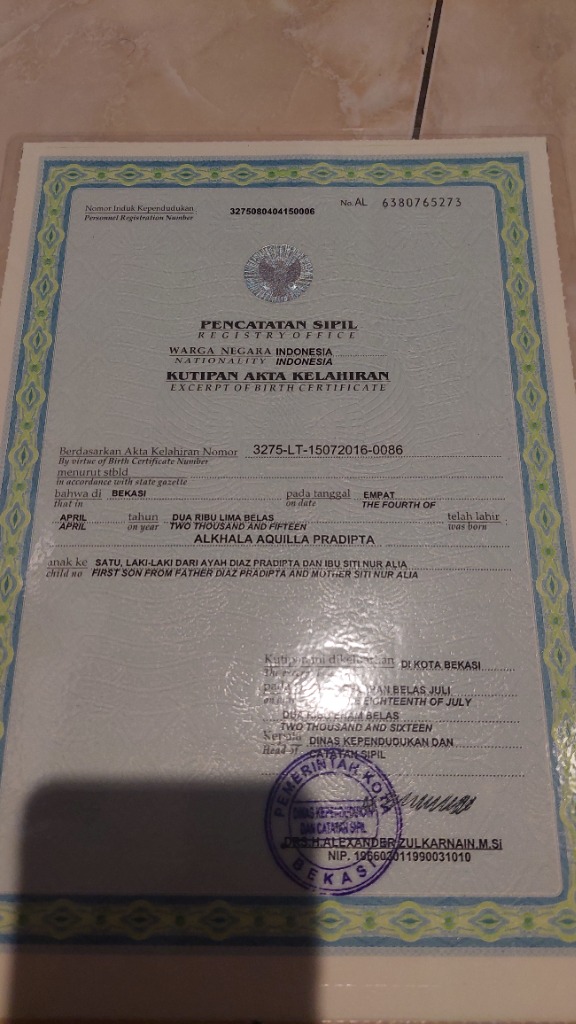 Nomor Induk Kependudukan 3275080404150006 No. AL 6380765273
Personnel Registration Number
PENCATATAN SIPIL
REGISTRY OFFICE
WARGA NEGARA INDONESIA
NATIONALITY INDONESIA
KUTIPAN AKTA KELAHIRAN
EXCERPT OF BIRTH CERTIFICATE
Berdasarkan Akta Kelahiran Nomor 3275-LT-15072016-0086
By virtue of Birth Certificate Number
menurut stbld
in accordance with state gazette
bahwa di BEKASI pada tanggal EMPAT
that in on date THE FOURTH OF
APRIL tahun DUA RIBU LIMA BELAS telah lahir
APRIL on year TWO THOUSAND AND FIFTEEN was born
ALKHALA AQUILLA PRADIPTA
anak ke SATU, LAKI-LAKI DARI AYAH DIAZ PRADIPTA DAN IBU SITI NUR ALIA
child no FIRST SON FROM FATHER DIAZ PRADIPTA AND MOTHER SITI NUR ALIA
Kutipan ini dikeluarkan DI KOTA BEKASI
BELAS JULI
EIGHTEENTH OF JULY
DUA RIBU ENAM BELAS
TWO THOUSAND AND SIXTEEN
Kepala DINAS KEPENDUDUKAN DAN
Head of CATATAN SIPIL
PEMERINTAH KOTA
DINAS KEPENDUDUKAN
DAN CATATAN SIPIL
BEKASI
DRS.H.ALEXANDER ZULKARNAIN.M.Si
NIP. 196602011990031010